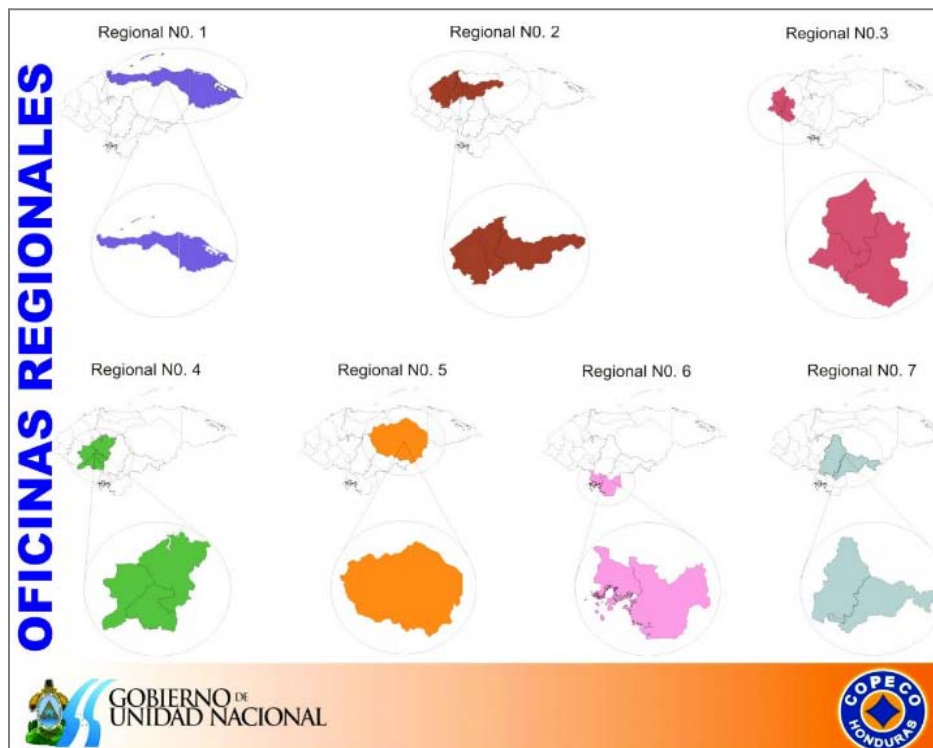 OFICINAS REGIONALES
Regional N0. 1
Regional N0. 2
Regional N0.3
Regional N0. 4
Regional N0. 5
Regional N0. 6
Regional N0. 7
GOBIERNO DE
UNIDAD NACIONAL
COPECO
HONDURAS